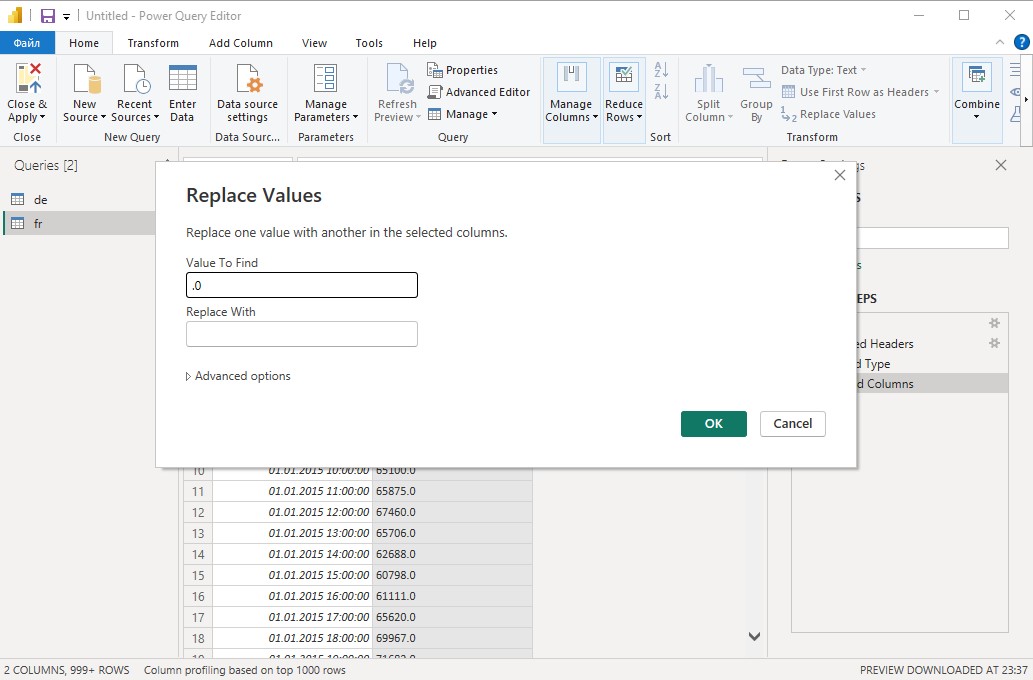 Untitled - Power Query Editor
Файл Home Transform Add Column View Tools Help
Close & Apply
New Source
Recent Sources
Enter Data
Data source settings
Manage Parameters
Refresh Preview
Properties
Advanced Editor
Manage
Manage Columns
Reduce Rows
Split Column
Group By
Data Type: Text
Use First Row as Headers
Replace Values
Combine
Close New Query Data Sourc... Parameters Query Sort Transform
Queries [2]
de
fr
Replace Values
Replace one value with another in the selected columns.
Value To Find
.0
Replace With
Advanced options
OK Cancel
EPS
ed Headers
d Type
d Columns
10 01.01.2015 10:00:00 65100.0
11 01.01.2015 11:00:00 65875.0
12 01.01.2015 12:00:00 67460.0
13 01.01.2015 13:00:00 65706.0
14 01.01.2015 14:00:00 62688.0
15 01.01.2015 15:00:00 60798.0
16 01.01.2015 16:00:00 61111.0
17 01.01.2015 17:00:00 65620.0
18 01.01.2015 18:00:00 69967.0
2 COLUMNS, 999+ ROWS Column profiling based on top 1000 rows PREVIEW DOWNLOADED AT 23:37